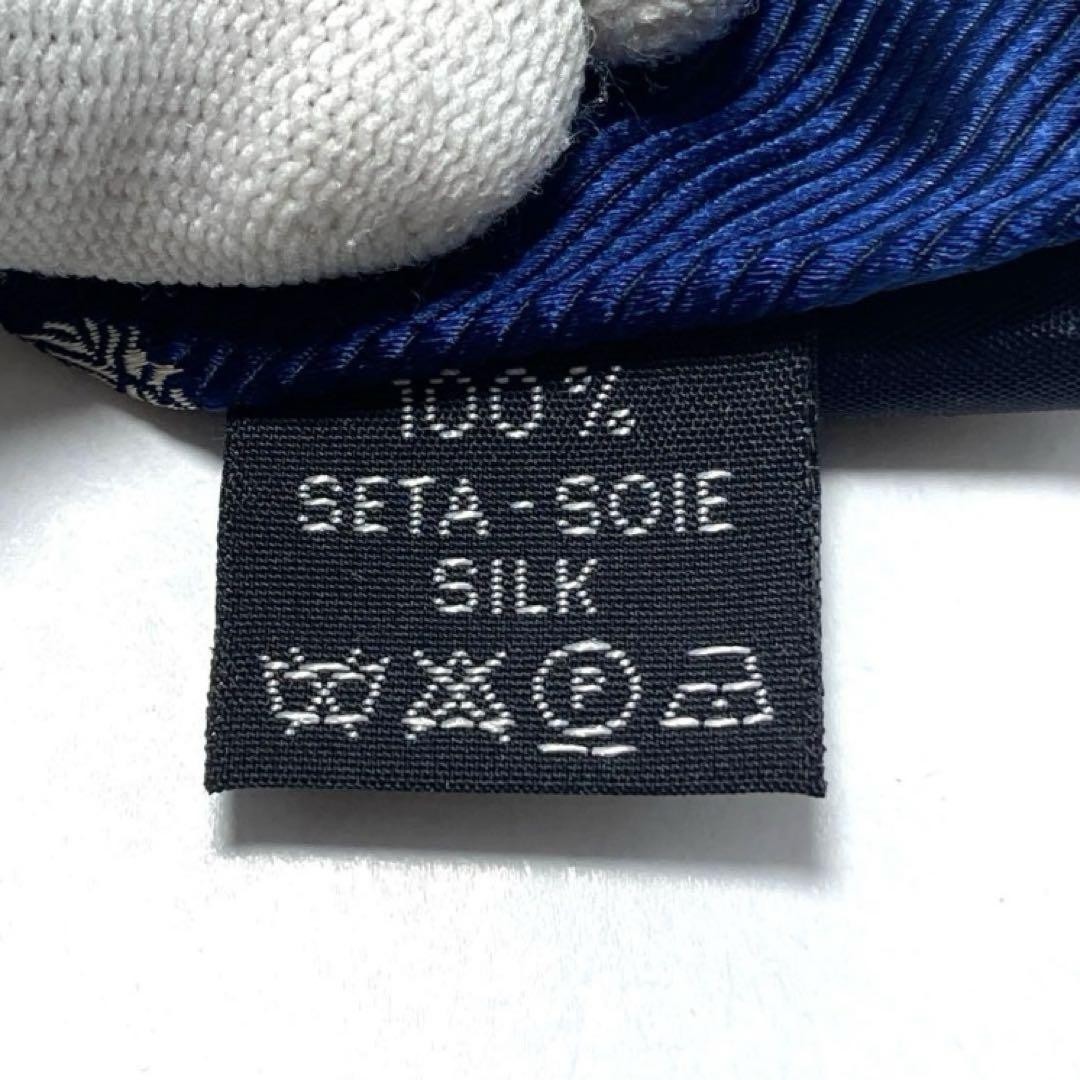 100%
SETA - SOIE
SILK
F